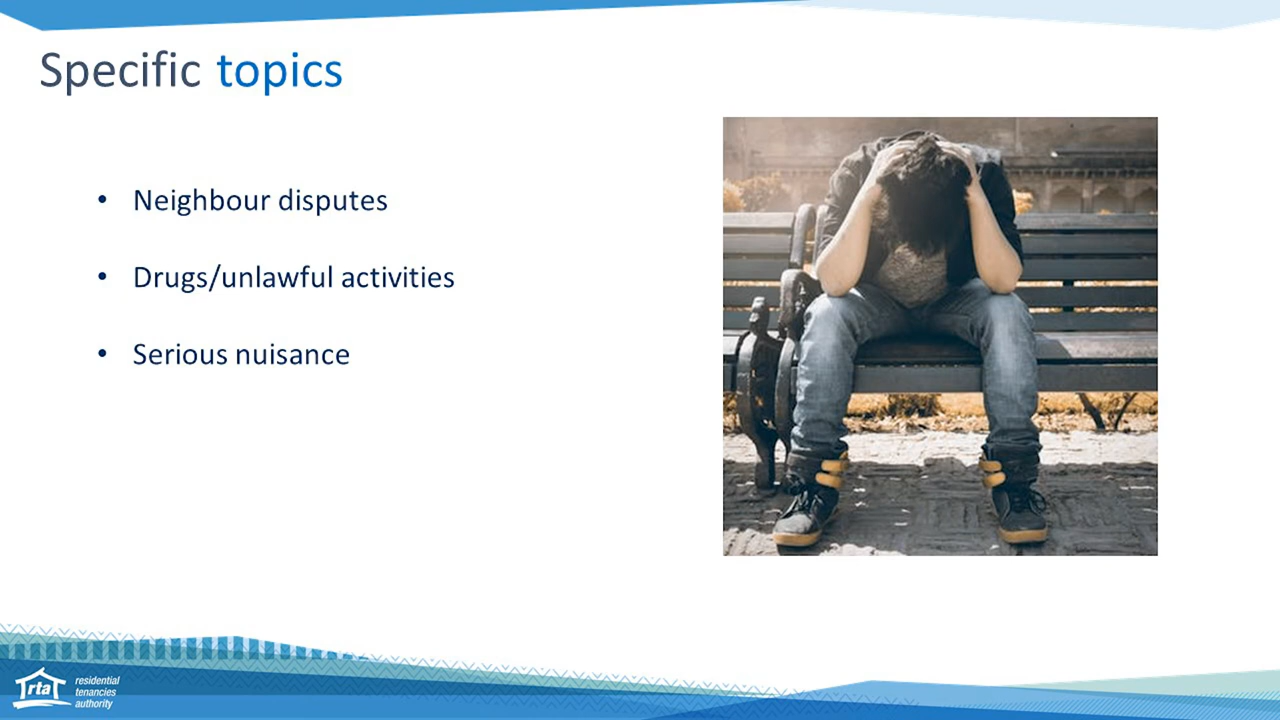 Specific topics
• Neighbour disputes
• Drugs/unlawful activities
• Serious nuisance
rta
residential
tenancies
authority